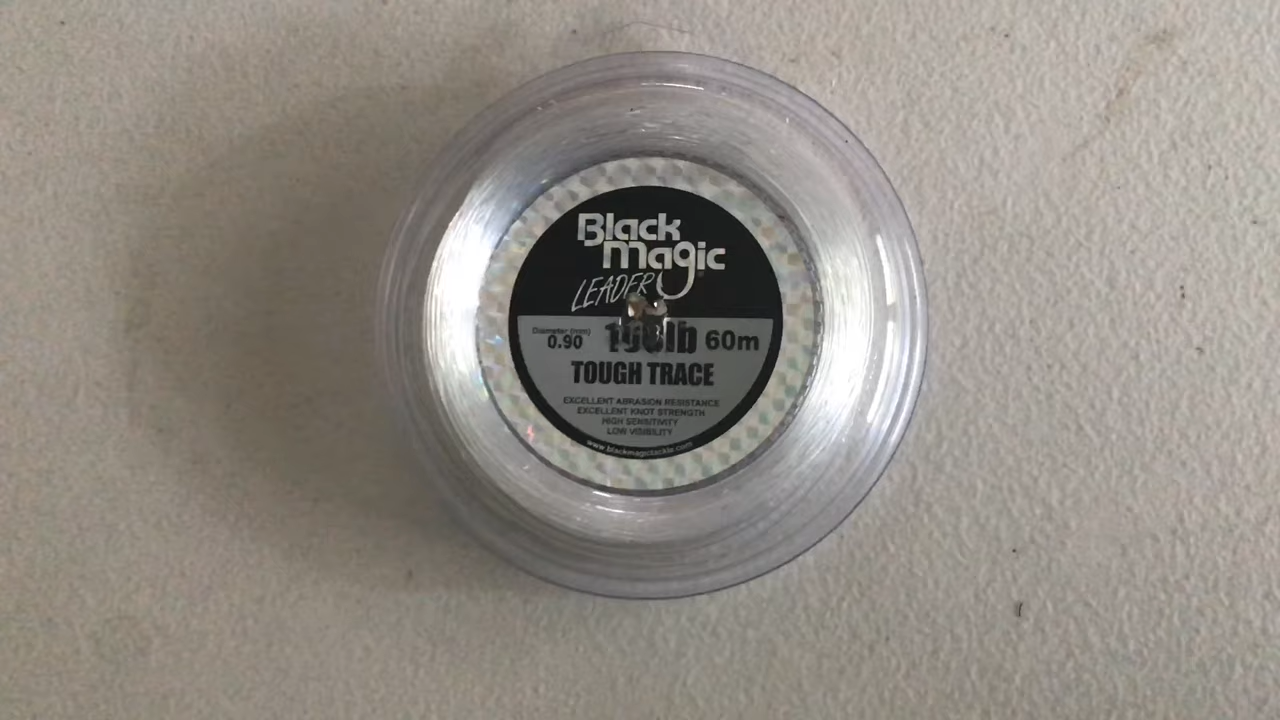 Black
Magic
LEADER
Diameter (mm)
0.90
100lb
60m
TOUGH TRACE
EXCELLENT ABRASION RESISTANCE
EXCELLENT KNOT STRENGTH
HIGH SENSITIVITY
LOW VISIBILITY
www.blackmagictackle.com